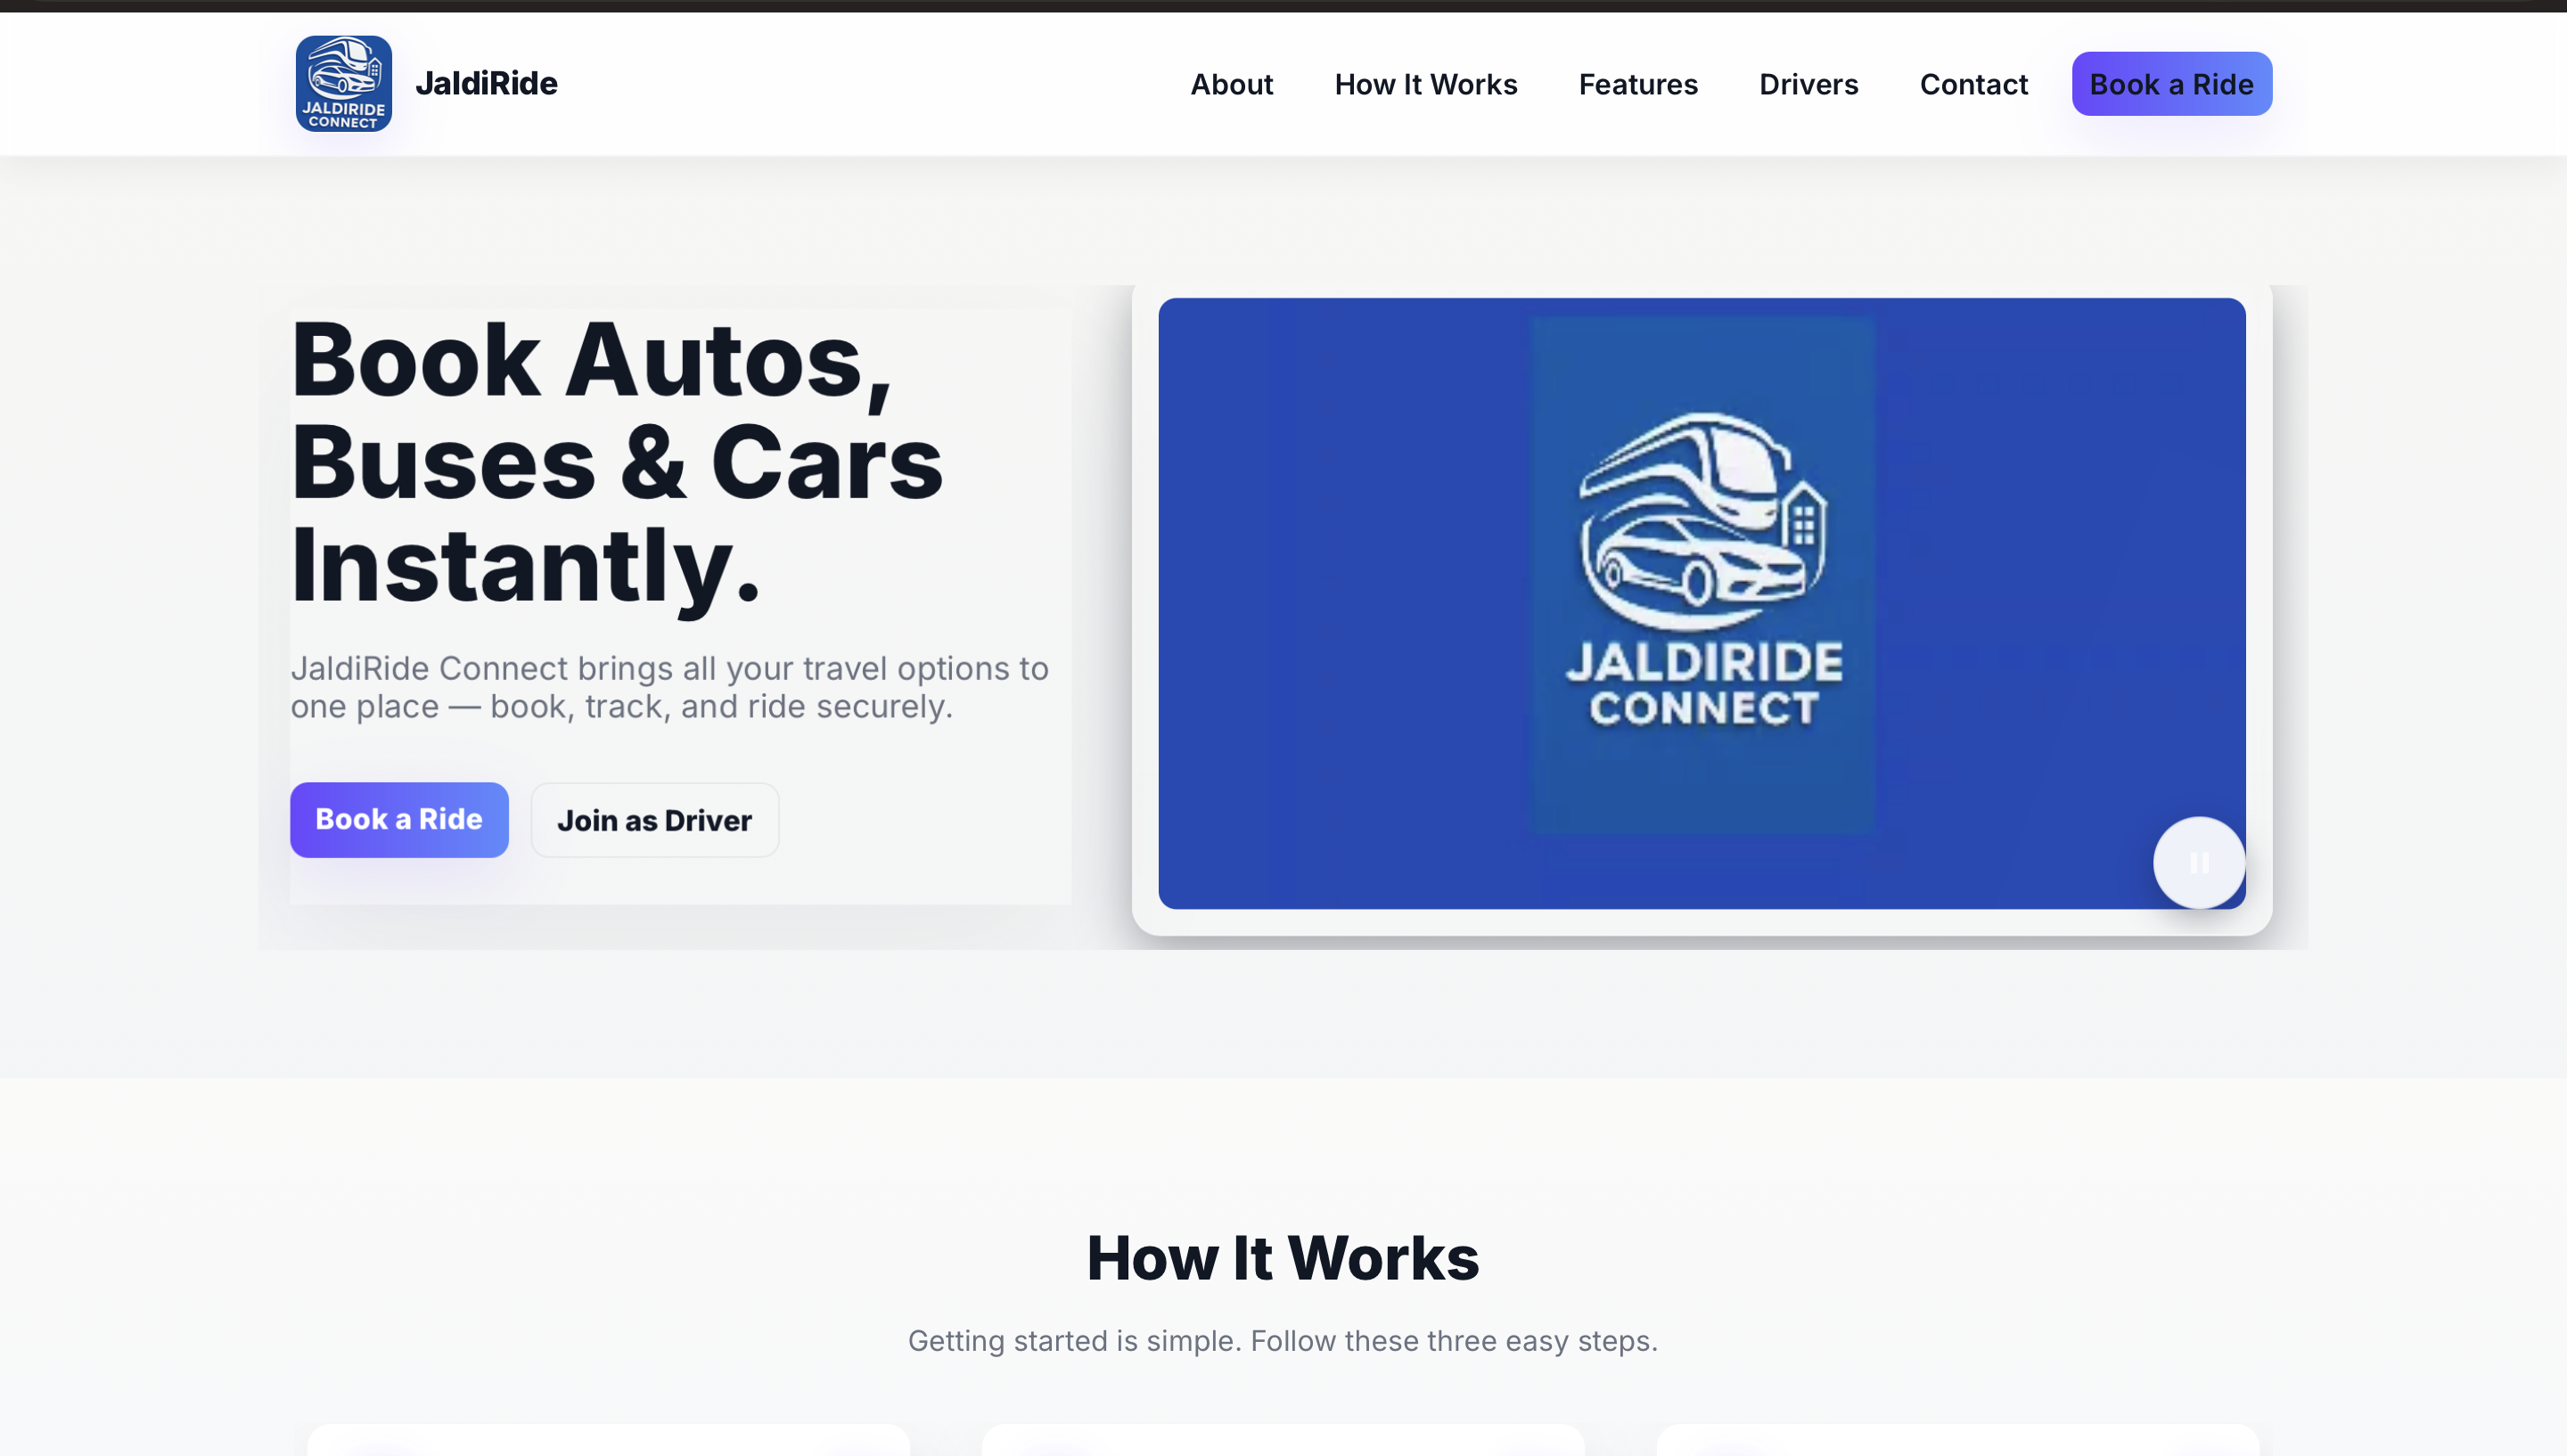 JALDIRIDE
CONNECT
JaldiRide
About
How It Works
Features
Drivers
Contact
Book a Ride
Book Autos,
Buses & Cars
Instantly.
JaldiRide Connect brings all your travel options to
one place — book, track, and ride securely.
Book a Ride
Join as Driver
JALDIRIDE
CONNECT
How It Works
Getting started is simple. Follow these three easy steps.